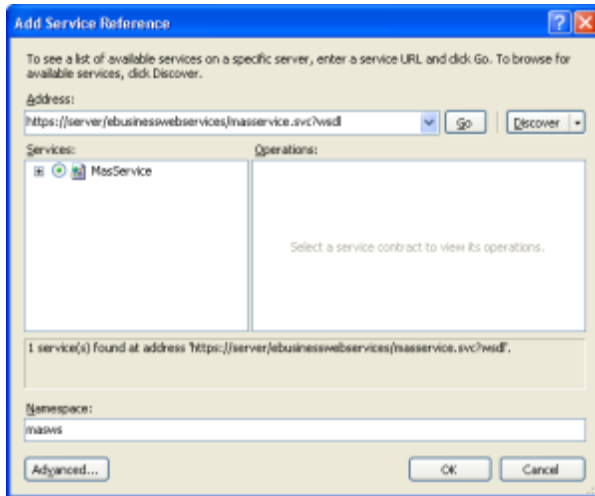 Add Service Reference
To see a list of available services on a specific server, enter a service URL and click Go. To browse for
available services, click Discover.
Address:
https://server/ebusinesswebservices/masservice.svc?wsdl
Go
Discover
Services:
Operations:
MasService
Select a service contract to view its operations.
1 service(s) found at address 'https://server/ebusinesswebservices/masservice.svc?wsdl'.
Namespace:
masws
Advanced...
OK
Cancel